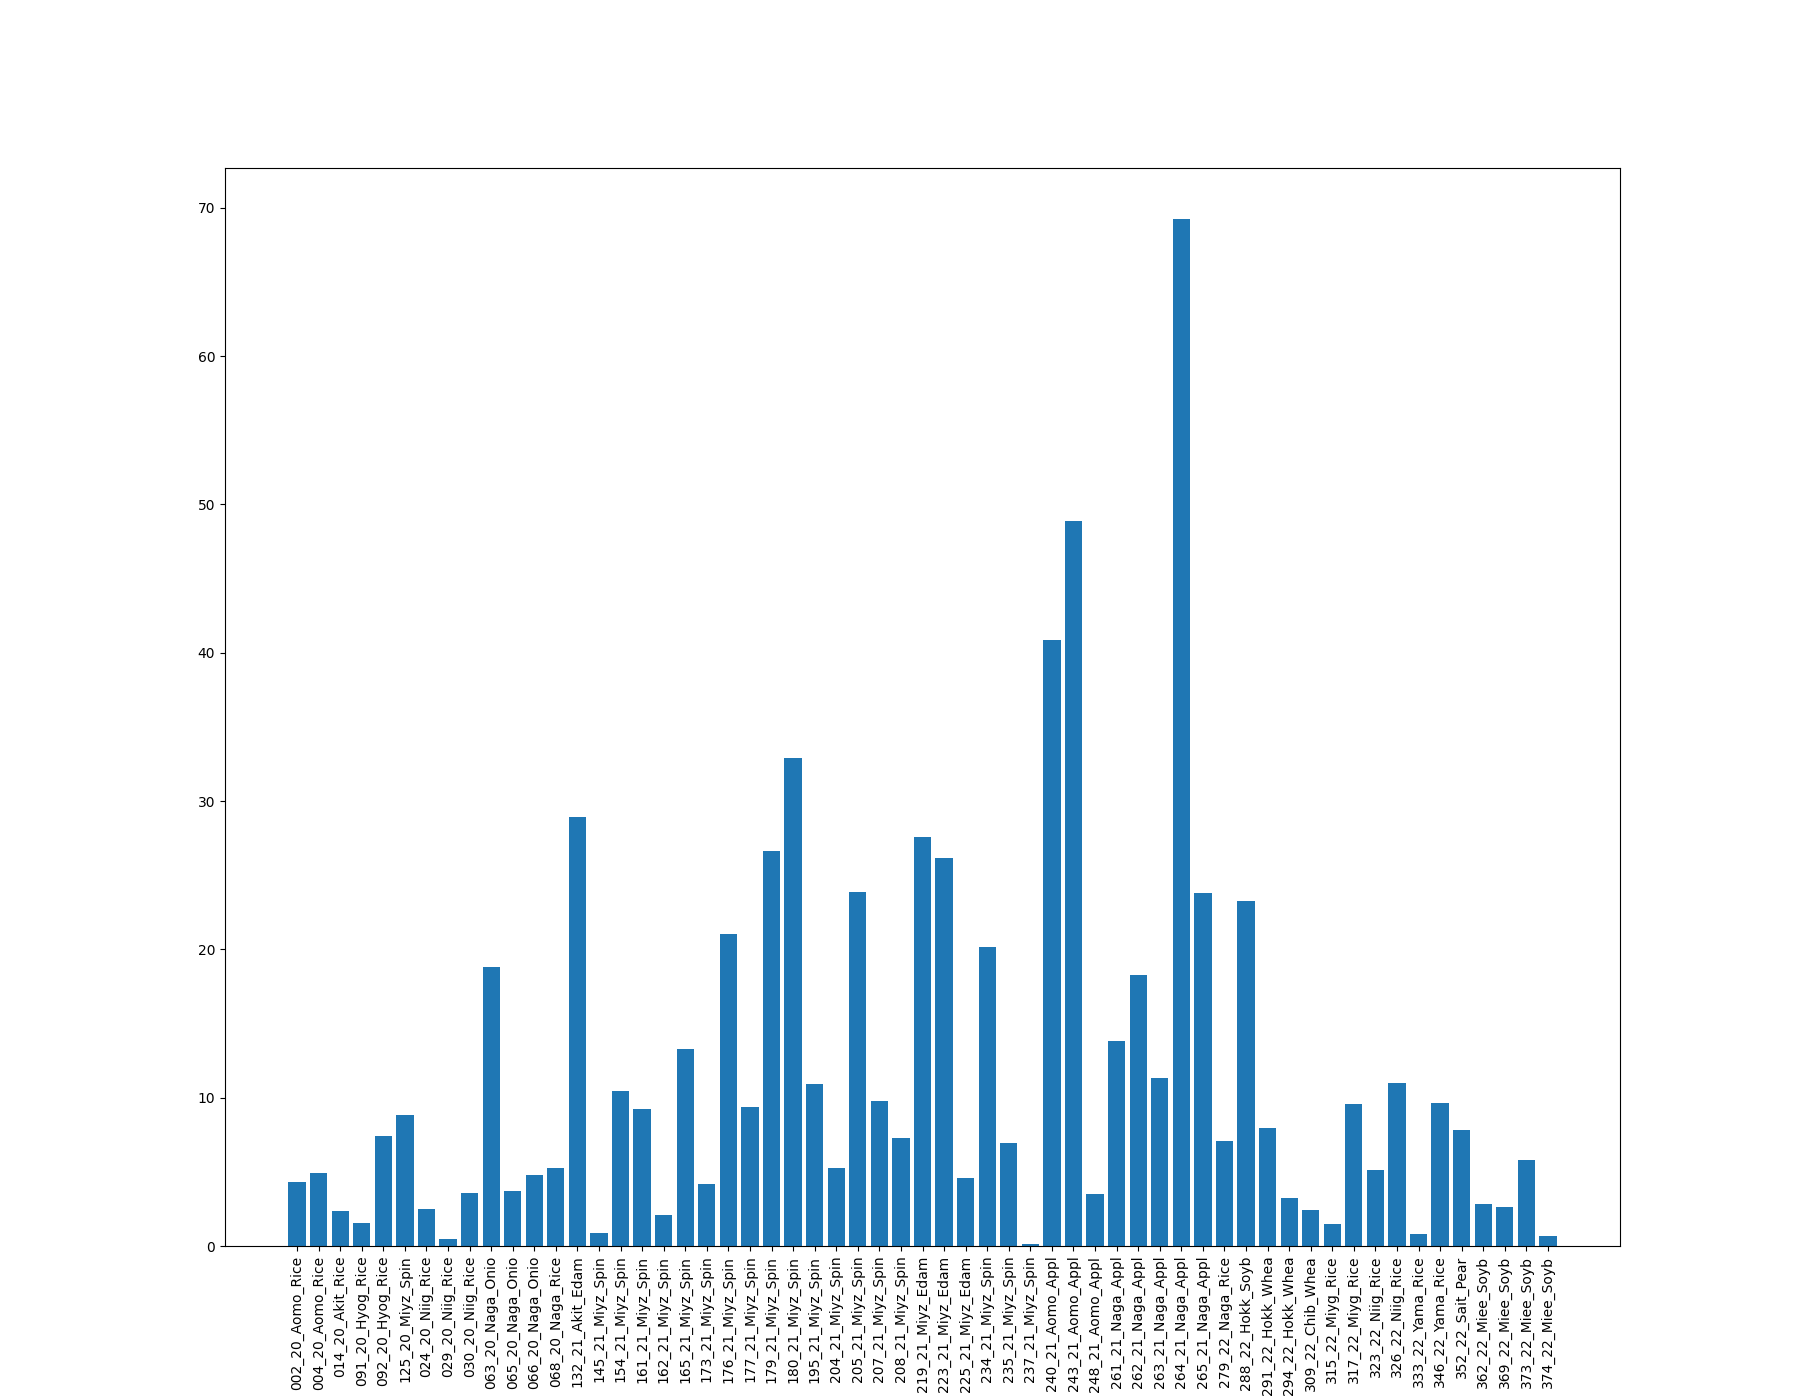 70
60
50
40
30
20
10
0
002_20_Aomo_Rice
004_20_Aomo_Rice
014_20_Akit_Rice
091_20_Hyog_Rice
092_20_Hyog_Rice
125_20_Miyz_Spin
024_20_Niig_Rice
029_20_Niig_Rice
030_20_Niig_Rice
063_20_Naga_Onio
065_20_Naga_Onio
066_20_Naga_Onio
068_20_Naga_Rice
132_21_Akit_Edam
145_21_Miyz_Spin
154_21_Miyz_Spin
161_21_Miyz_Spin
162_21_Miyz_Spin
165_21_Miyz_Spin
173_21_Miyz_Spin
176_21_Miyz_Spin
177_21_Miyz_Spin
179_21_Miyz_Spin
180_21_Miyz_Spin
195_21_Miyz_Spin
204_21_Miyz_Spin
205_21_Miyz_Spin
207_21_Miyz_Spin
208_21_Miyz_Spin
219_21_Miyz_Edam
223_21_Miyz_Edam
225_21_Miyz_Edam
234_21_Miyz_Spin
235_21_Miyz_Spin
237_21_Miyz_Spin
240_21_Aomo_Appl
243_21_Aomo_Appl
248_21_Aomo_Appl
261_21_Naga_Appl
262_21_Naga_Appl
263_21_Naga_Appl
264_21_Naga_Appl
265_21_Naga_Appl
279_22_Naga_Rice
288_22_Hokk_Soyb
291_22_Hokk_Whea
294_22_Hokk_Whea
309_22_Chib_Whea
315_22_Miyg_Rice
317_22_Miyg_Rice
323_22_Niig_Rice
326_22_Niig_Rice
333_22_Yama_Rice
346_22_Yama_Rice
352_22_Sait_Pear
362_22_Miee_Soyb
369_22_Miee_Soyb
373_22_Miee_Soyb
374_22_Miee_Soyb